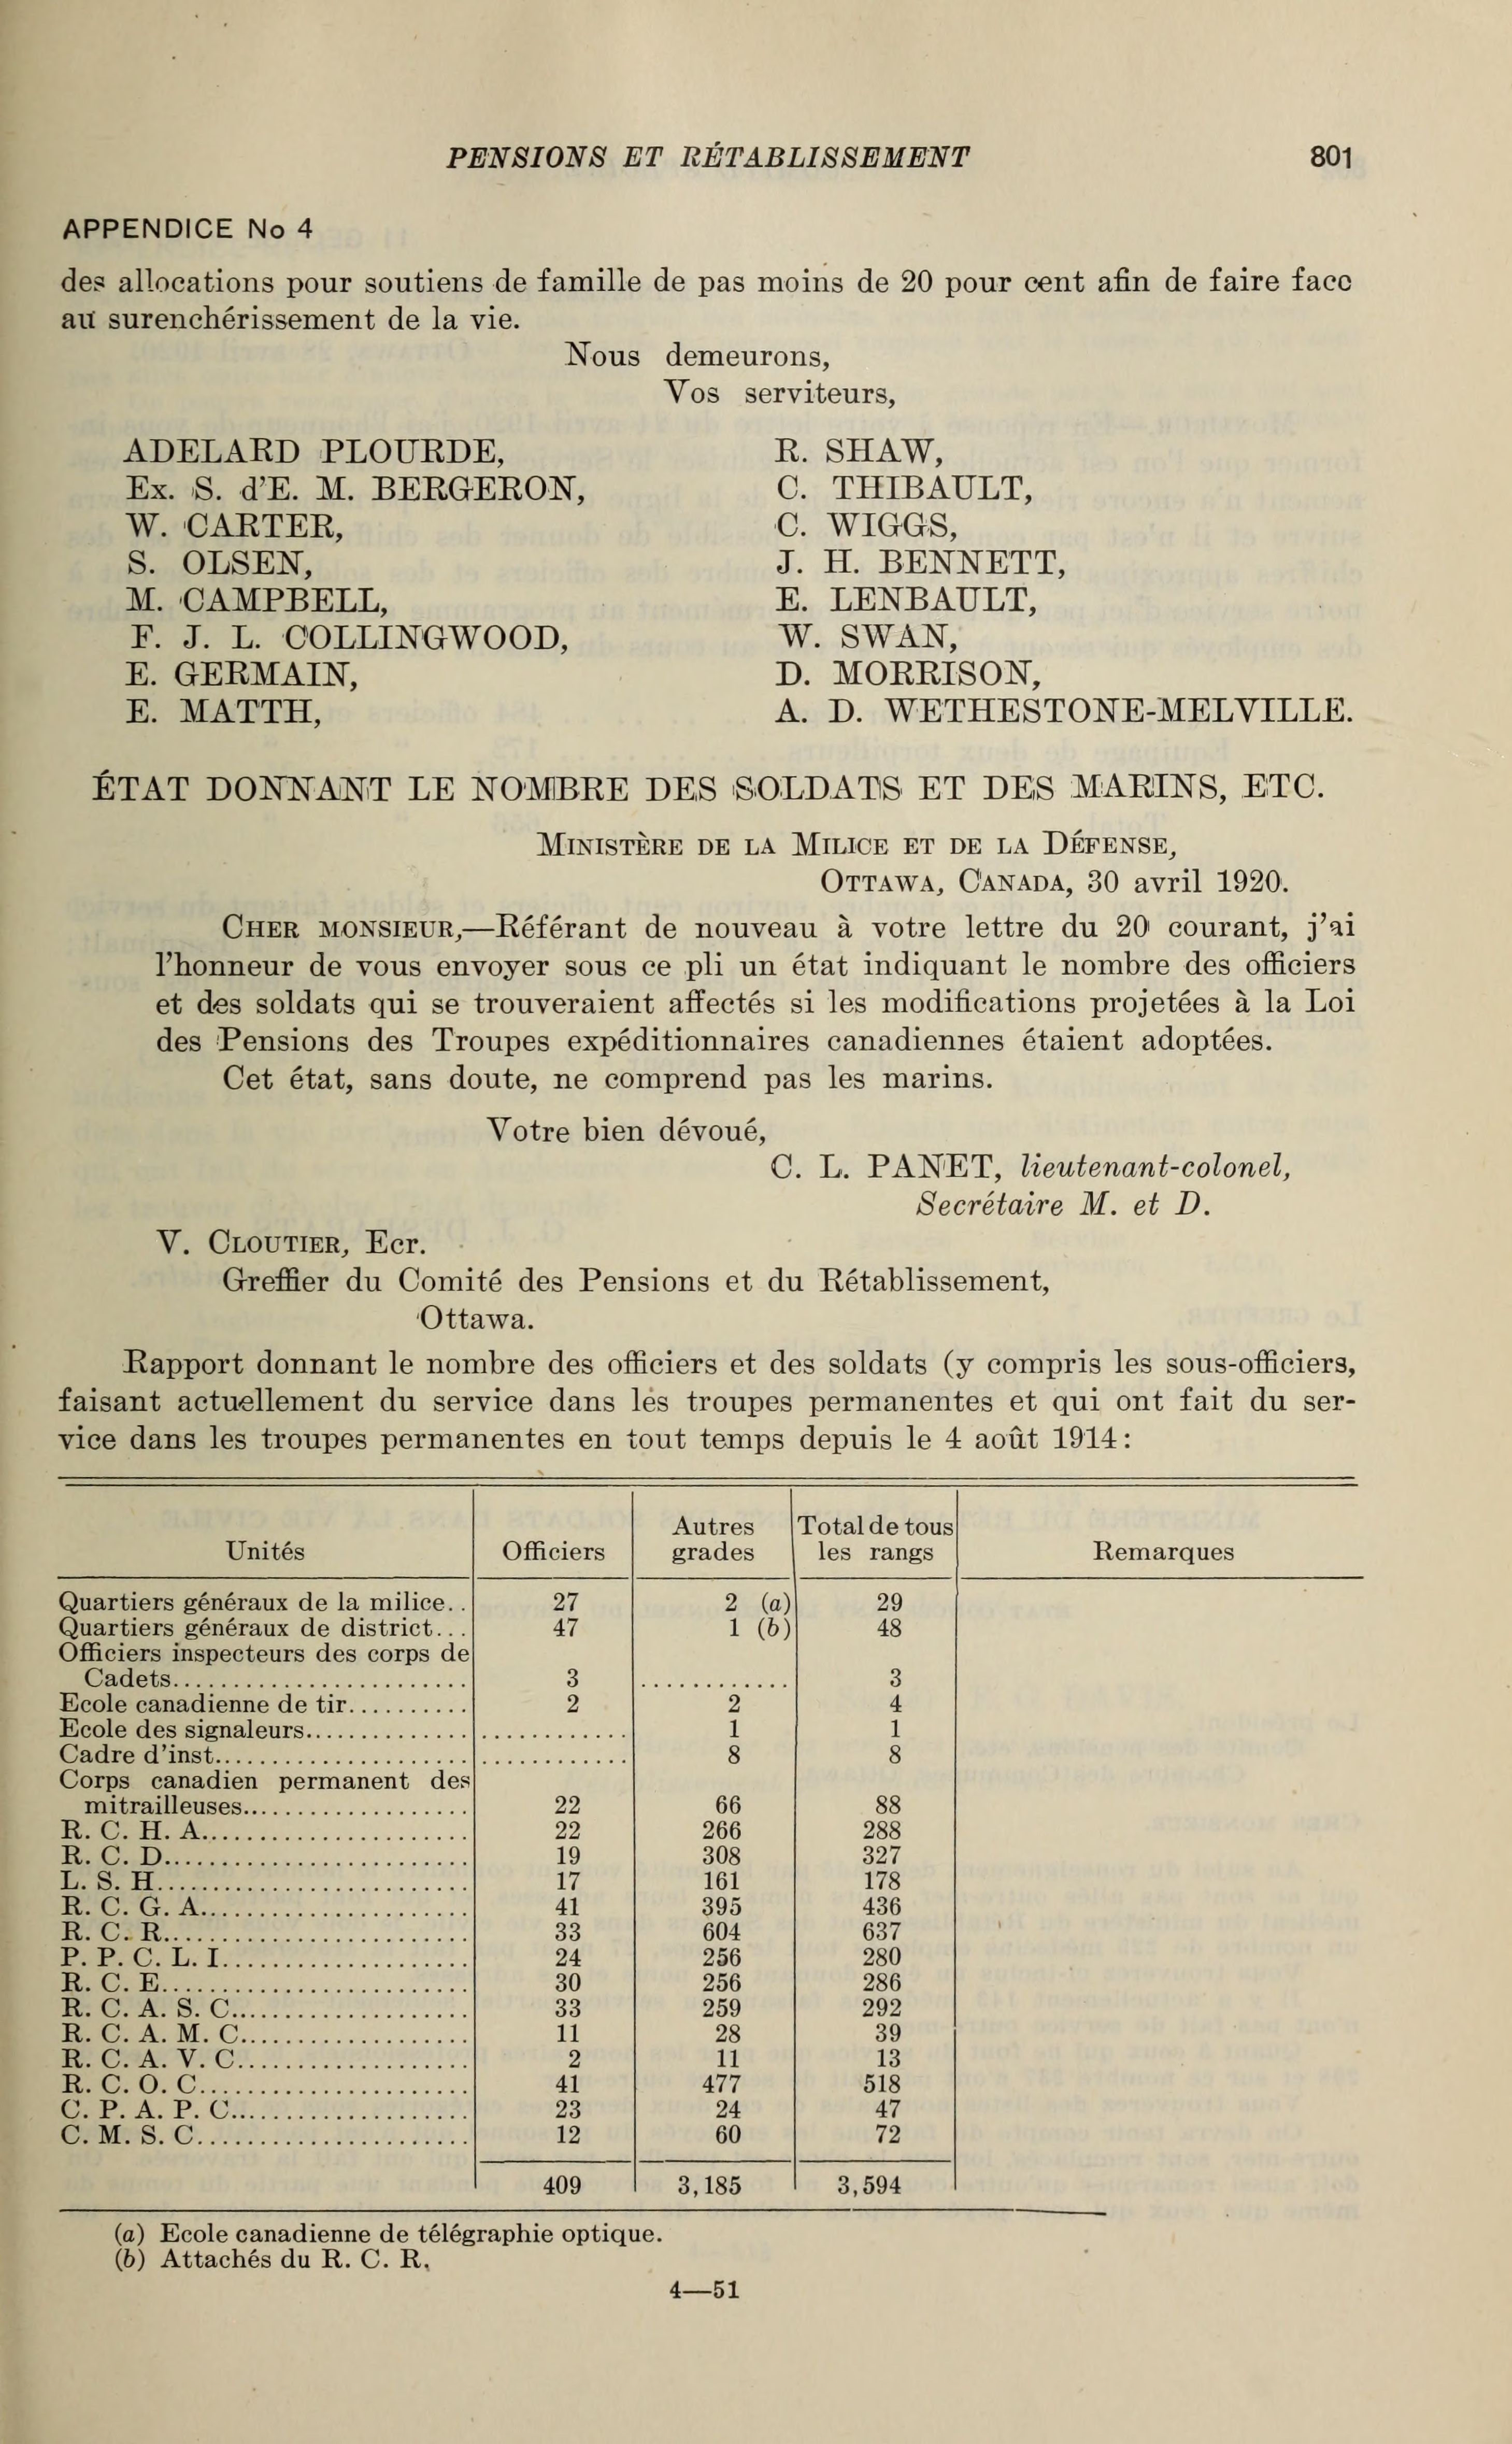 PENSIONS ET RÉTABLISSEMENT 801
APPENDICE No 4
des allocations pour soutiens de famille de pas moins de 20 pour cent afin de faire face
au surenchérissement de la vie.
Nous demeurons,
Vos serviteurs,
ADELARD PLOURDE, R. SHAW,
Ex. S. d'E. M. BERGERON, C. THIBAULT,
W. CARTER, C. WIGGS,
S. OLSEN, J. H. BENNETT,
M. CAMPBELL, E. LENBAULT,
F. J. L. COLLINGWOOD, W. SWAN,
E. GERMAIN, D. MORRISON,
E. MATTH, A. D. WETHESTONE-MELVILLE.
ÉTAT DONNANT LE NOMBRE DES SOLDATS ET DES MARINS, ETC.
MINISTÈRE DE LA MILICE ET DE LA DÉFENSE,
OTTAWA, CANADA, 30 avril 1920.
CHER MONSIEUR,—Référant de nouveau à votre lettre du 20 courant, j'ai
l'honneur de vous envoyer sous ce pli un état indiquant le nombre des officiers
et des soldats qui se trouveraient affectés si les modifications projetées à la Loi
des Pensions des Troupes expéditionnaires canadiennes étaient adoptées.
Cet état, sans doute, ne comprend pas les marins.
Votre bien dévoué,
C. L. PANET, lieutenant-colonel,
Secrétaire M. et D.
V. CLOUTIER, Ecr.
Greffier du Comité des Pensions et du Rétablissement,
Ottawa.
Rapport donnant le nombre des officiers et des soldats (y compris les sous-officiers,
faisant actuellement du service dans les troupes permanentes et qui ont fait du ser-
vice dans les troupes permanentes en tout temps depuis le 4 août 1914:
Unités Officiers Autres grades Total de tous les rangs Remarques
Quartiers généraux de la milice.. 27 2 (a) 29
Quartiers généraux de district... 47 1 (b) 48
Officiers inspecteurs des corps de
Cadets.......................... 3 ............. 3
Ecole canadienne de tir........... 2 2 4
Ecole des signaleurs............... ............. 1 1
Cadre d'inst....................... ............. 8 8
Corps canadien permanent des
mitrailleuses.................... 22 66 88
R. C. H. A........................ 22 266 288
R. C. D........................... 19 308 327
L. S. H........................... 17 161 178
R. C. G. A........................ 41 395 436
R. C. R........................... 33 604 637
P. P. C. L. I...................... 24 256 280
R. C. E........................... 30 256 286
R. C. A. S. C..................... 33 259 292
R. C. A. M. C..................... 11 28 39
R. C. A. V. C..................... 2 11 13
R. C. O. C........................ 41 477 518
C. P. A. P. C..................... 23 24 47
C. M. S. C........................ 12 60 72
409 3,185 3,594
(a) Ecole canadienne de télégraphie optique.
(b) Attachés du R. C. R.
4—51